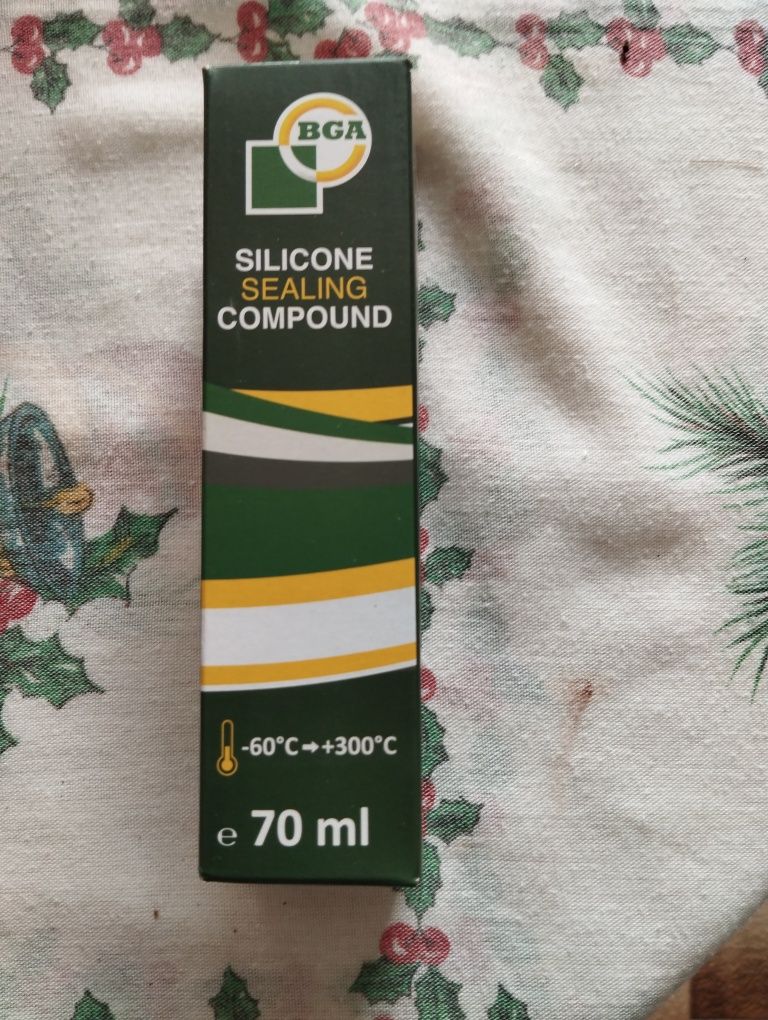 BGA
SILICONE
SEALING
COMPOUND
-60°C→+300°C
℮ 70 ml